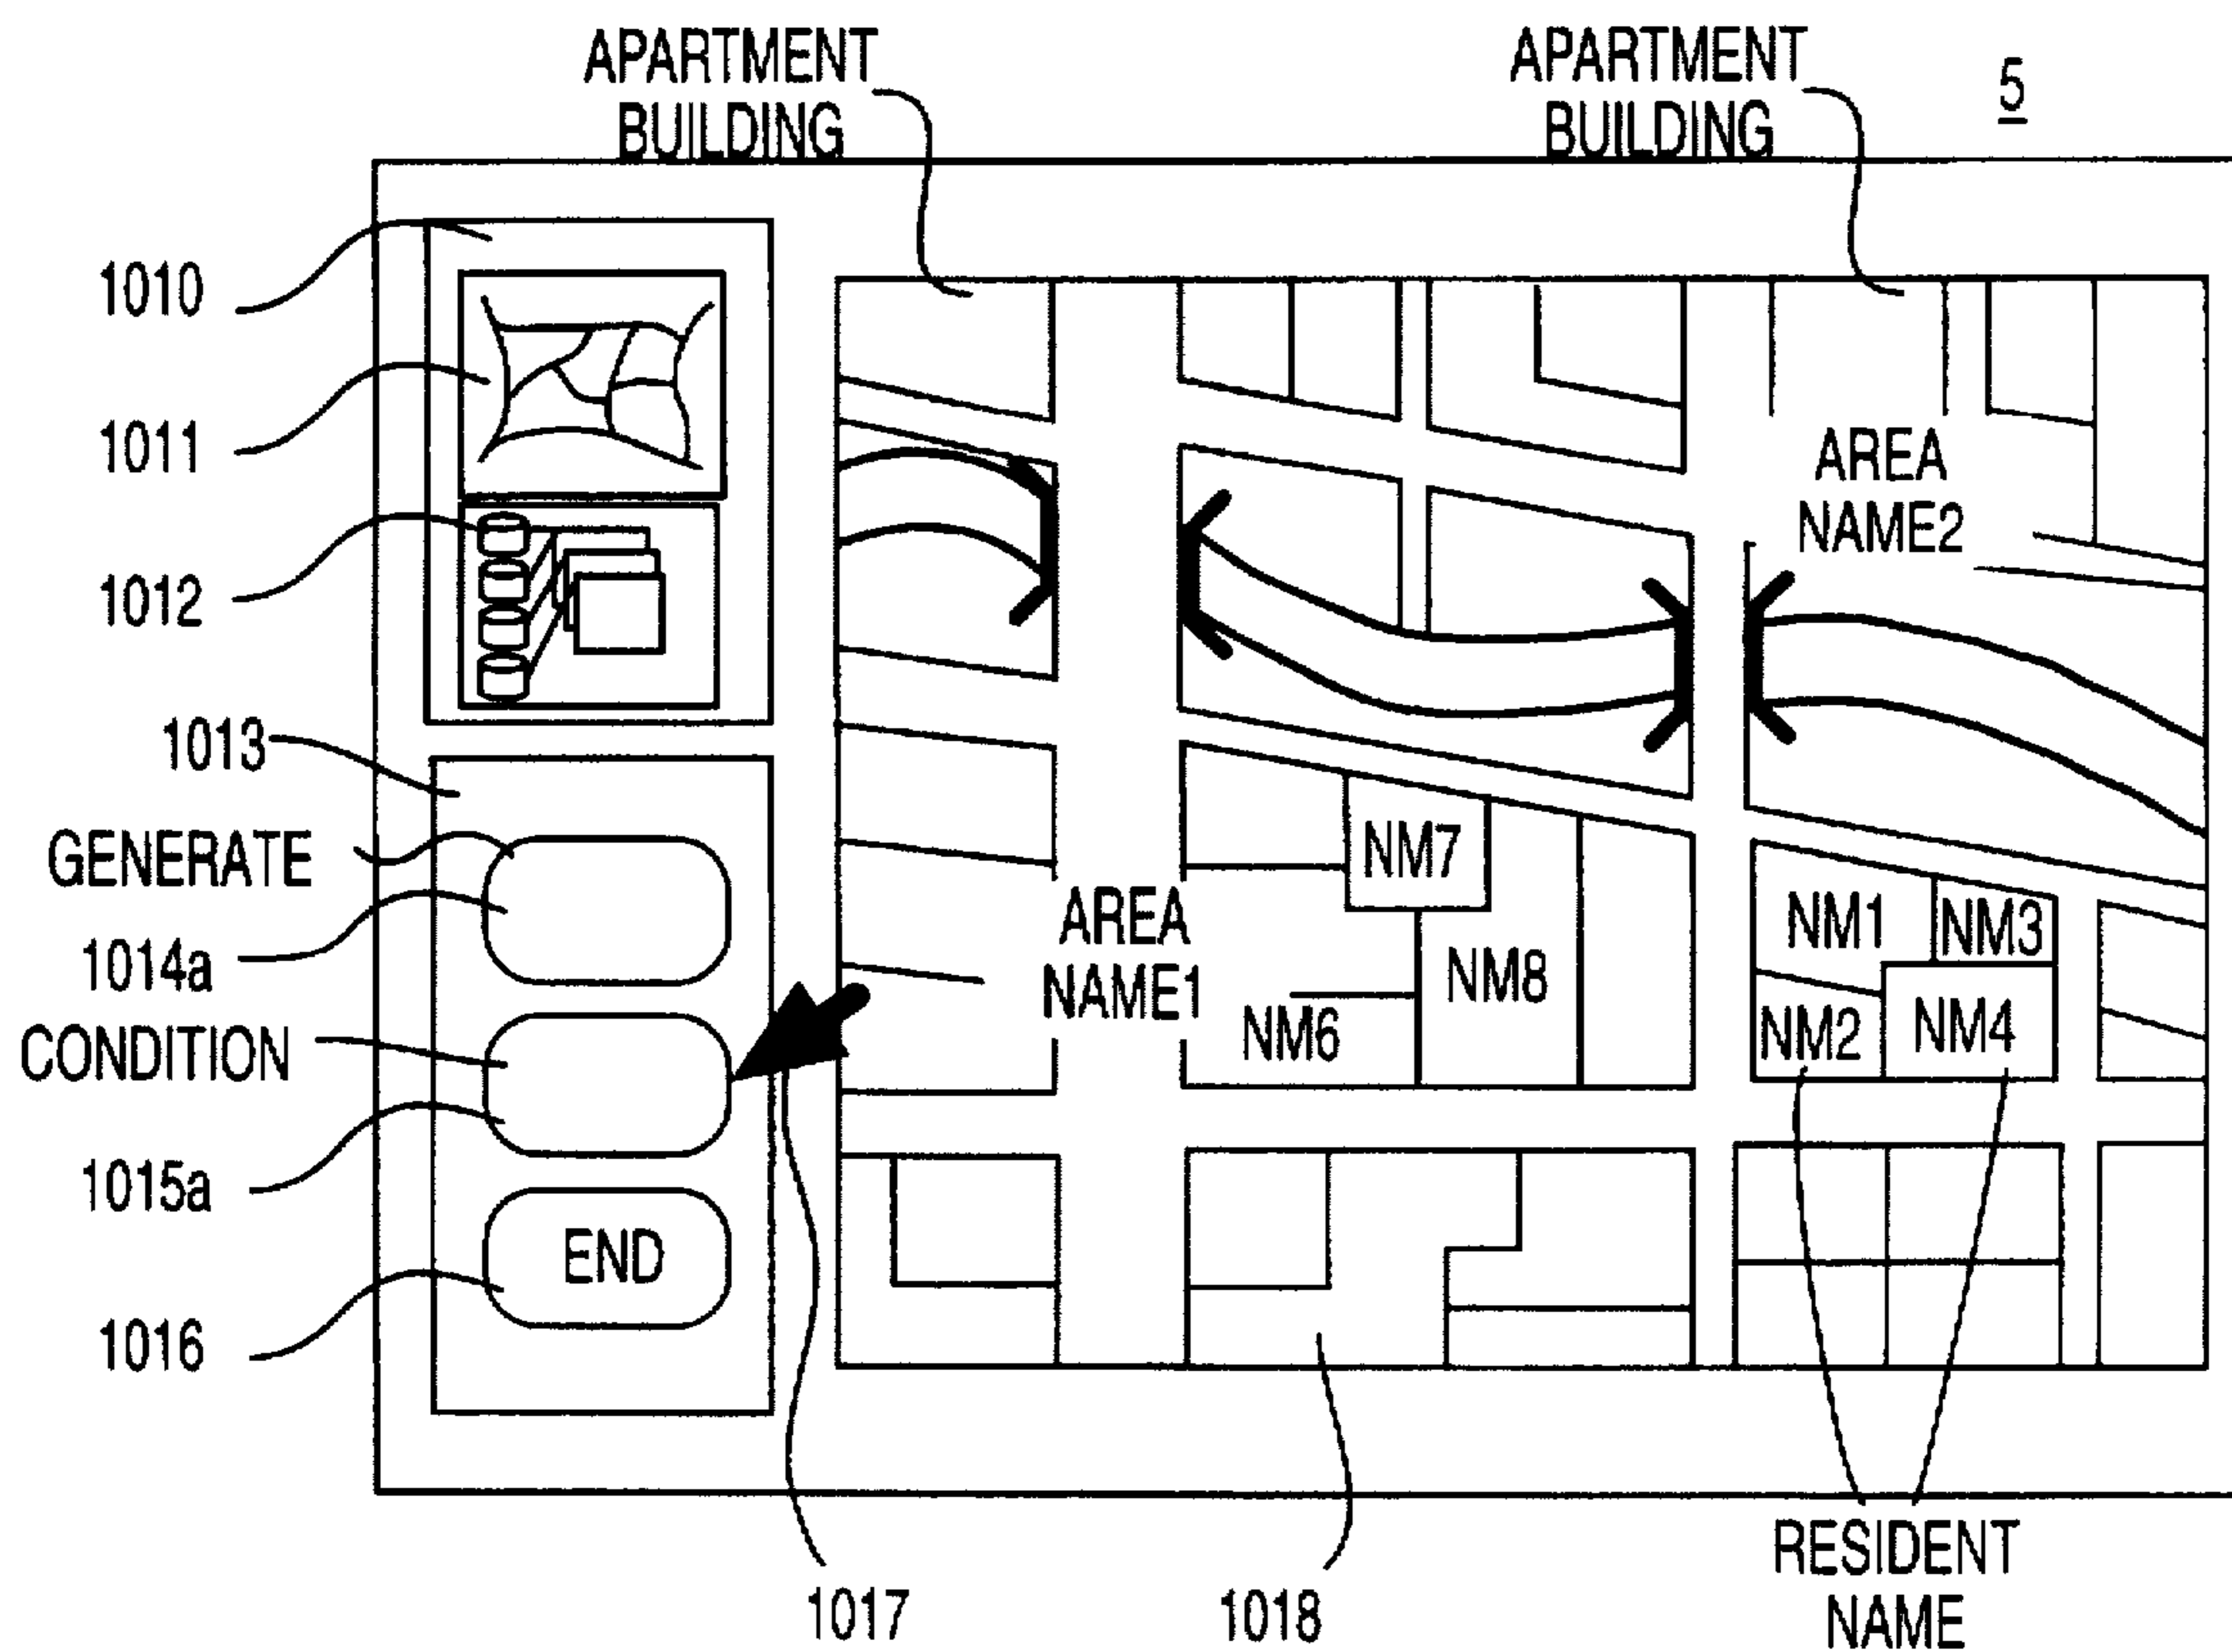 APARTMENT
BUILDING
APARTMENT
BUILDING
5
1010
1011
1012
1013
GENERATE
1014a
CONDITION
1015a
END
1016
AREA
NAME2
NM7
AREA
NAME1
NM8
NM6
NM1
NM3
NM2
NM4
1017
1018
RESIDENT
NAME